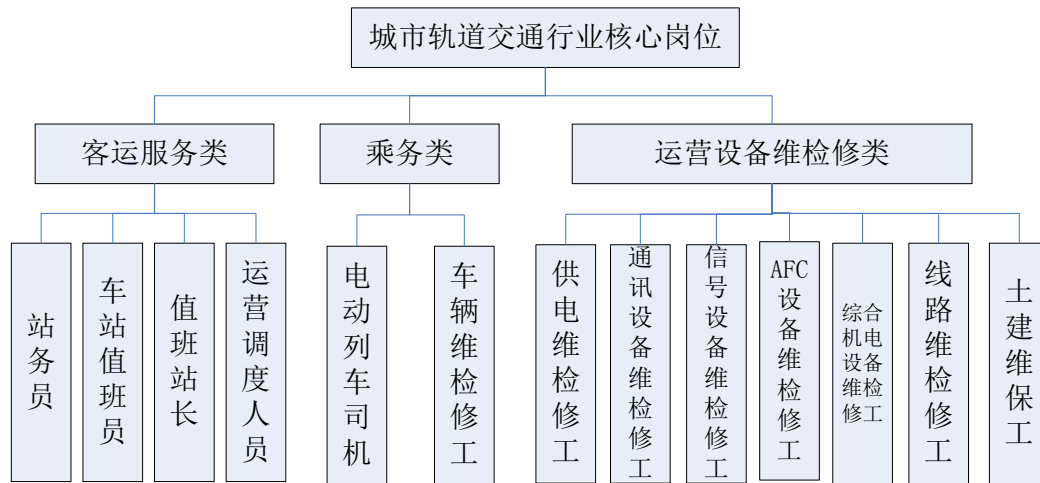 城市轨道交通行业核心岗位
客运服务类
乘务类
运营设备维检修类
站务员
车站值班员
值班站长
运营调度人员
电动列车司机
车辆维检修工
供电维检修工
通讯设备维检修工
信号设备维检修工
AFC设备维检修工
综合机电设备维检修工
线路维检修工
土建维保工